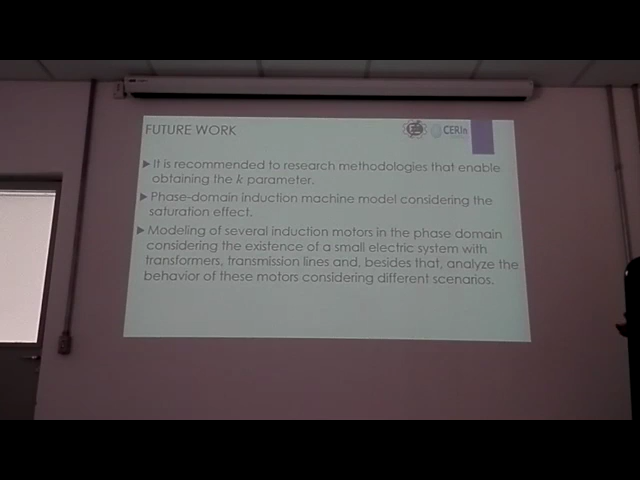 FUTURE WORK
CERIn
It is recommended to research methodologies that enable
obtaining the k parameter.
Phase-domain induction machine model considering the
saturation effect.
Modeling of several induction motors in the phase domain
considering the existence of a small electric system with
transformers, transmission lines and, besides that, analyze the
behavior of these motors considering different scenarios.